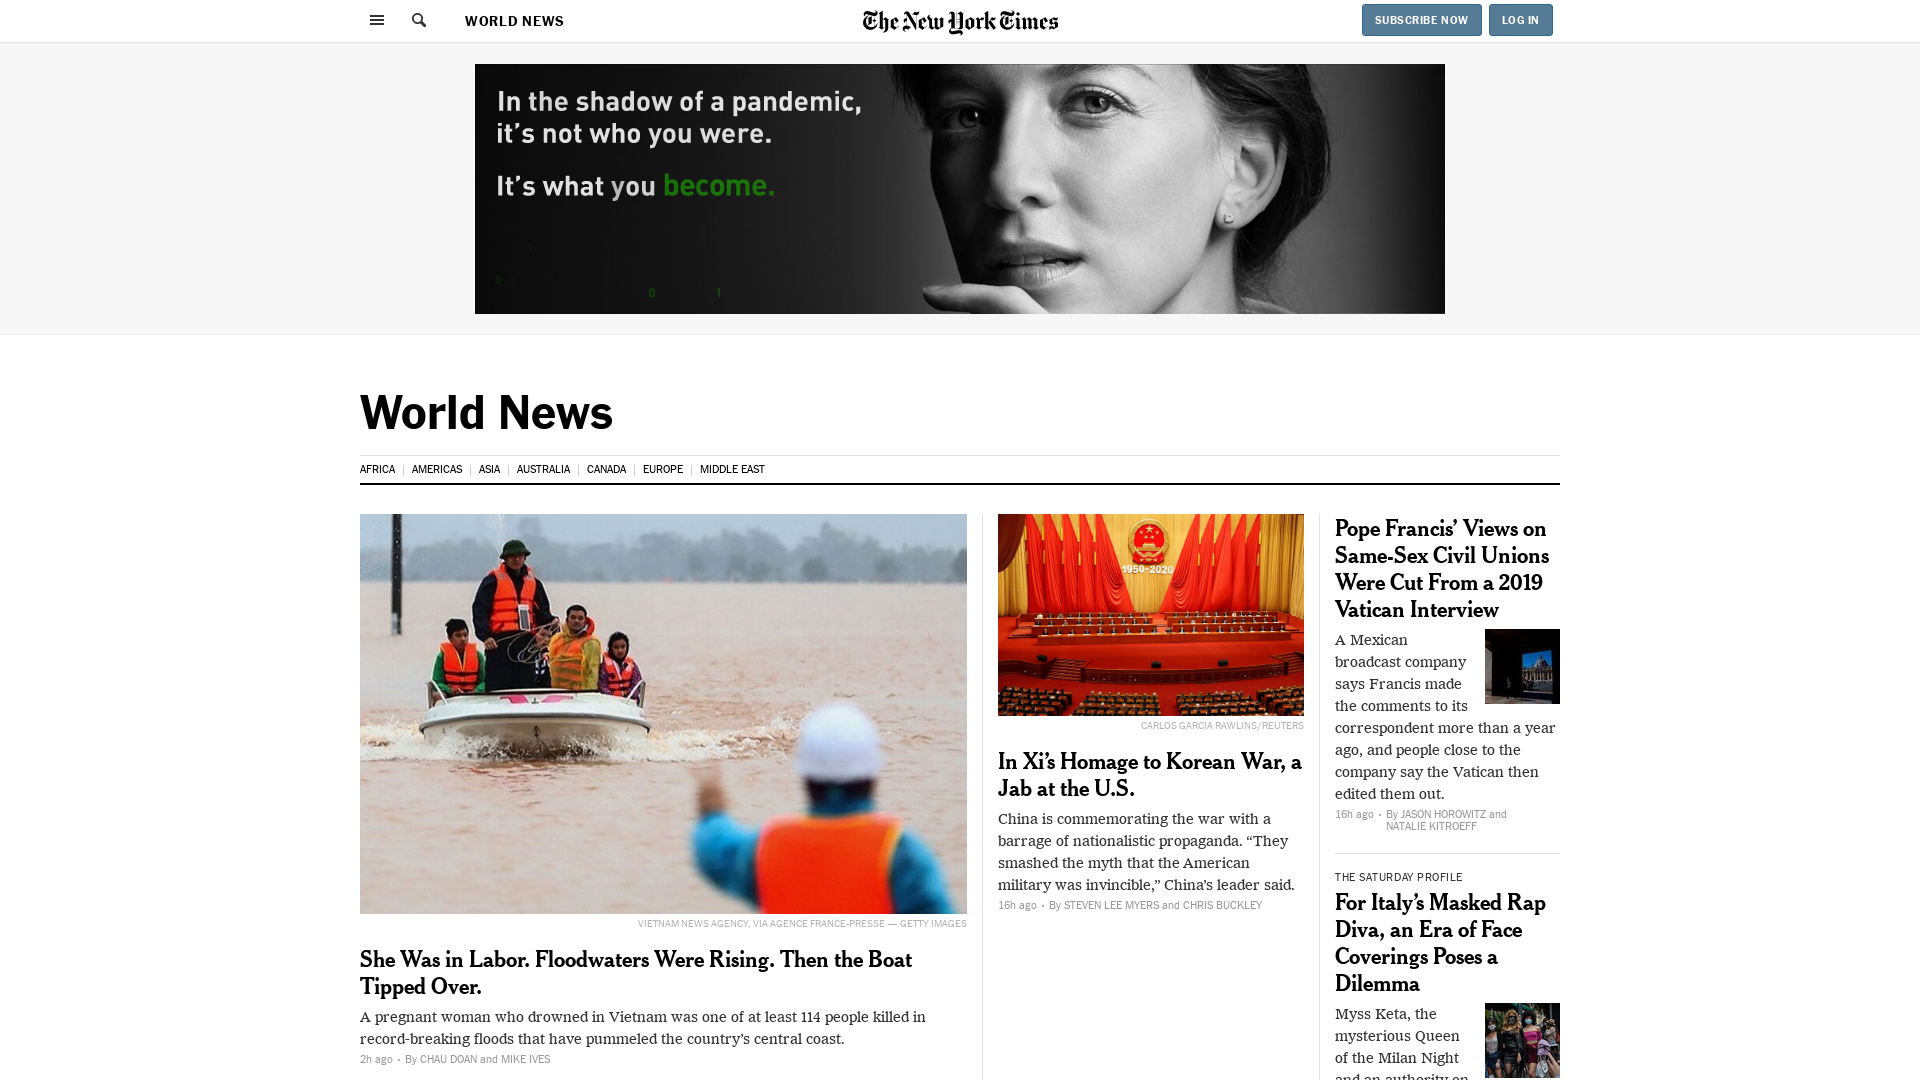 WORLD NEWS
The New York Times
SUBSCRIBE NOW
LOG IN
In the shadow of a pandemic,
it's not who you were.
It's what you become.
0 1
World News
AFRICA
AMERICAS
ASIA
AUSTRALIA
CANADA
EUROPE
MIDDLE EAST
VIETNAM NEWS AGENCY, VIA AGENCE FRANCE-PRESSE — GETTY IMAGES
She Was in Labor. Floodwaters Were Rising. Then the Boat
Tipped Over.
A pregnant woman who drowned in Vietnam was one of at least 114 people killed in
record-breaking floods that have pummeled the country’s central coast.
2h ago • By CHAU DOAN and MIKE IVES
1950-2020
CARLOS GARCIA RAWLINS/REUTERS
In Xi’s Homage to Korean War, a
Jab at the U.S.
China is commemorating the war with a
barrage of nationalistic propaganda. “They
smashed the myth that the American
military was invincible,” China’s leader said.
16h ago • By STEVEN LEE MYERS and CHRIS BUCKLEY
Pope Francis’ Views on
Same-Sex Civil Unions
Were Cut From a 2019
Vatican Interview
A Mexican
broadcast company
says Francis made
the comments to its
correspondent more than a year
ago, and people close to the
company say the Vatican then
edited them out.
16h ago • By JASON HOROWITZ and
NATALIE KITROEFF
THE SATURDAY PROFILE
For Italy’s Masked Rap
Diva, an Era of Face
Coverings Poses a
Dilemma
Myss Keta, the
mysterious Queen
of the Milan Night
and an authority on